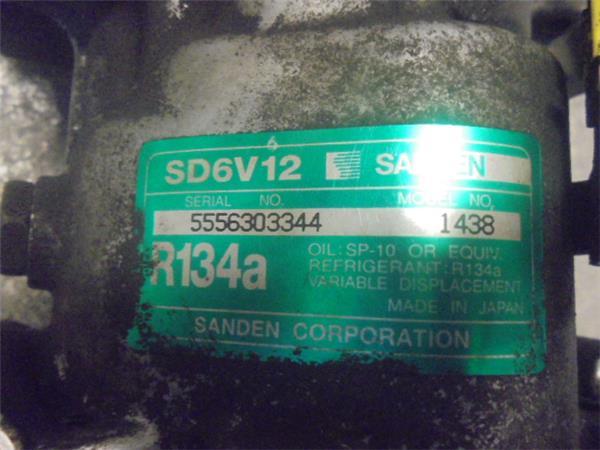 SD6V12 SANDEN
SERIAL NO. MODEL NO.
5556303344 1438
R134a
OIL:SP-10 OR EQUIV.
REFRIGERANT:R134a
VARIABLE DISPLACEMENT
MADE IN JAPAN
SANDEN CORPORATION